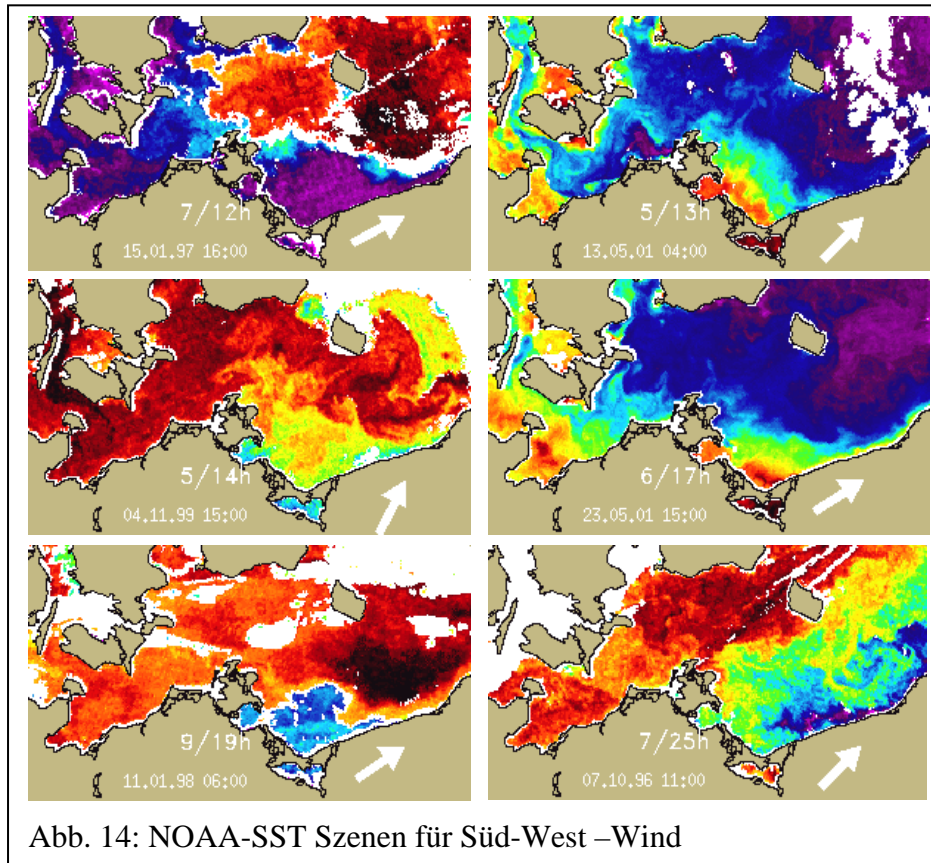 7/12h
15.01.97 16:00
5/13h
13.05.01 04:00
5/14h
04.11.99 15:00
6/17h
23.05.01 15:00
9/19h
11.01.98 06:00
7/25h
07.10.96 11:00
Abb. 14: NOAA-SST Szenen für Süd-West –Wind